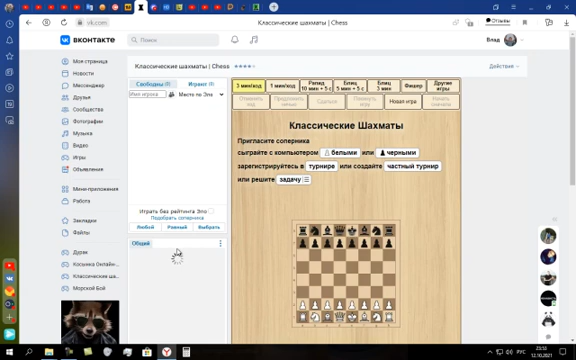 vk.com
Классические шахматы | Chess
Отзывы
ВКОНТАКТЕ
Поиск
Влад
Моя страница
Новости
Мессенджер
Друзья
Сообщества
Фотографии
Музыка
Видео
Игры
Объявления
Мини-приложения
Работа
Закладки
Файлы
Дурак
Косынка Онлайн-
Классические ша...
Морской Бой
Классические шахматы | Chess
Действия
Свободны (0)
Играют (0)
Имя игрока
Место по Эло
Играть без рейтинга Эло
Подобрать соперника
Любой
Равный
Выбрать
Общий
3 мин/ход
1 мин/ход
Рапид 10 мин + 5 с
Блиц 5 мин + 5 с
Блиц 3 мин
Фишер
Другие игры
Отменить ход
Предложить ничью
Сдаться
Покинуть игру
Новая игра
Начать сначала
Классические Шахматы
Пригласите соперника
сыграйте с компьютером белыми или черными
зарегистрируйтесь в турнире или создайте частный турнир
или решите задачу
РУС
23:12
12.10.2021